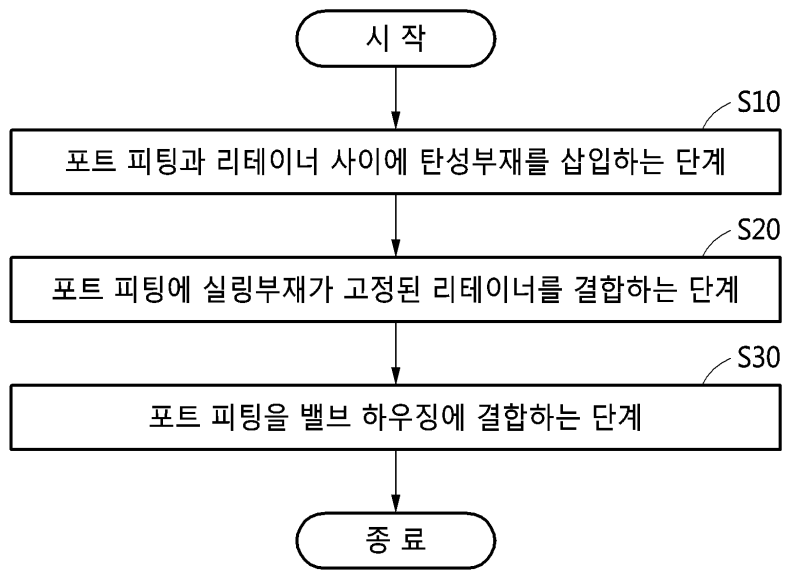 시 작
S10
포트 피팅과 리테이너 사이에 탄성부재를 삽입하는 단계
S20
포트 피팅에 실링부재가 고정된 리테이너를 결합하는 단계
S30
포트 피팅을 밸브 하우징에 결합하는 단계
종 료